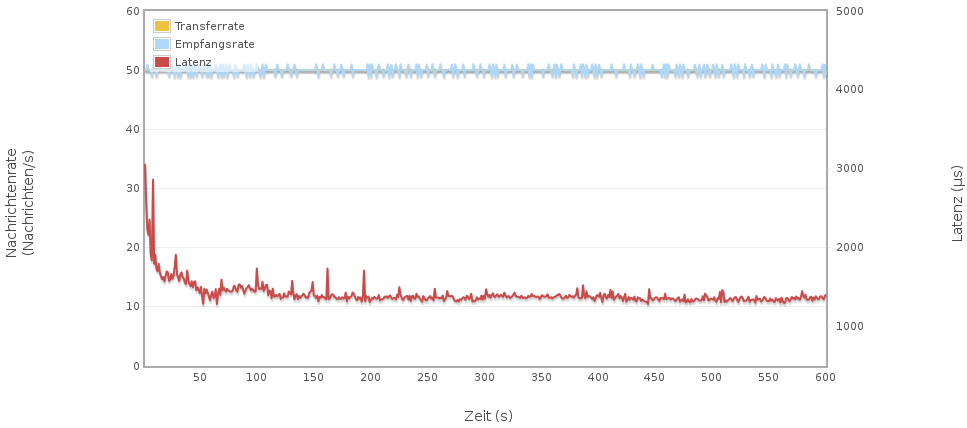 60
50
40
30
20
10
0
Nachrichtenrate
(Nachrichten/s)
Transferrate
Empfangsrate
Latenz
5000
4000
3000
2000
1000
Latenz (µs)
50 100 150 200 250 300 350 400 450 500 550 600
Zeit (s)